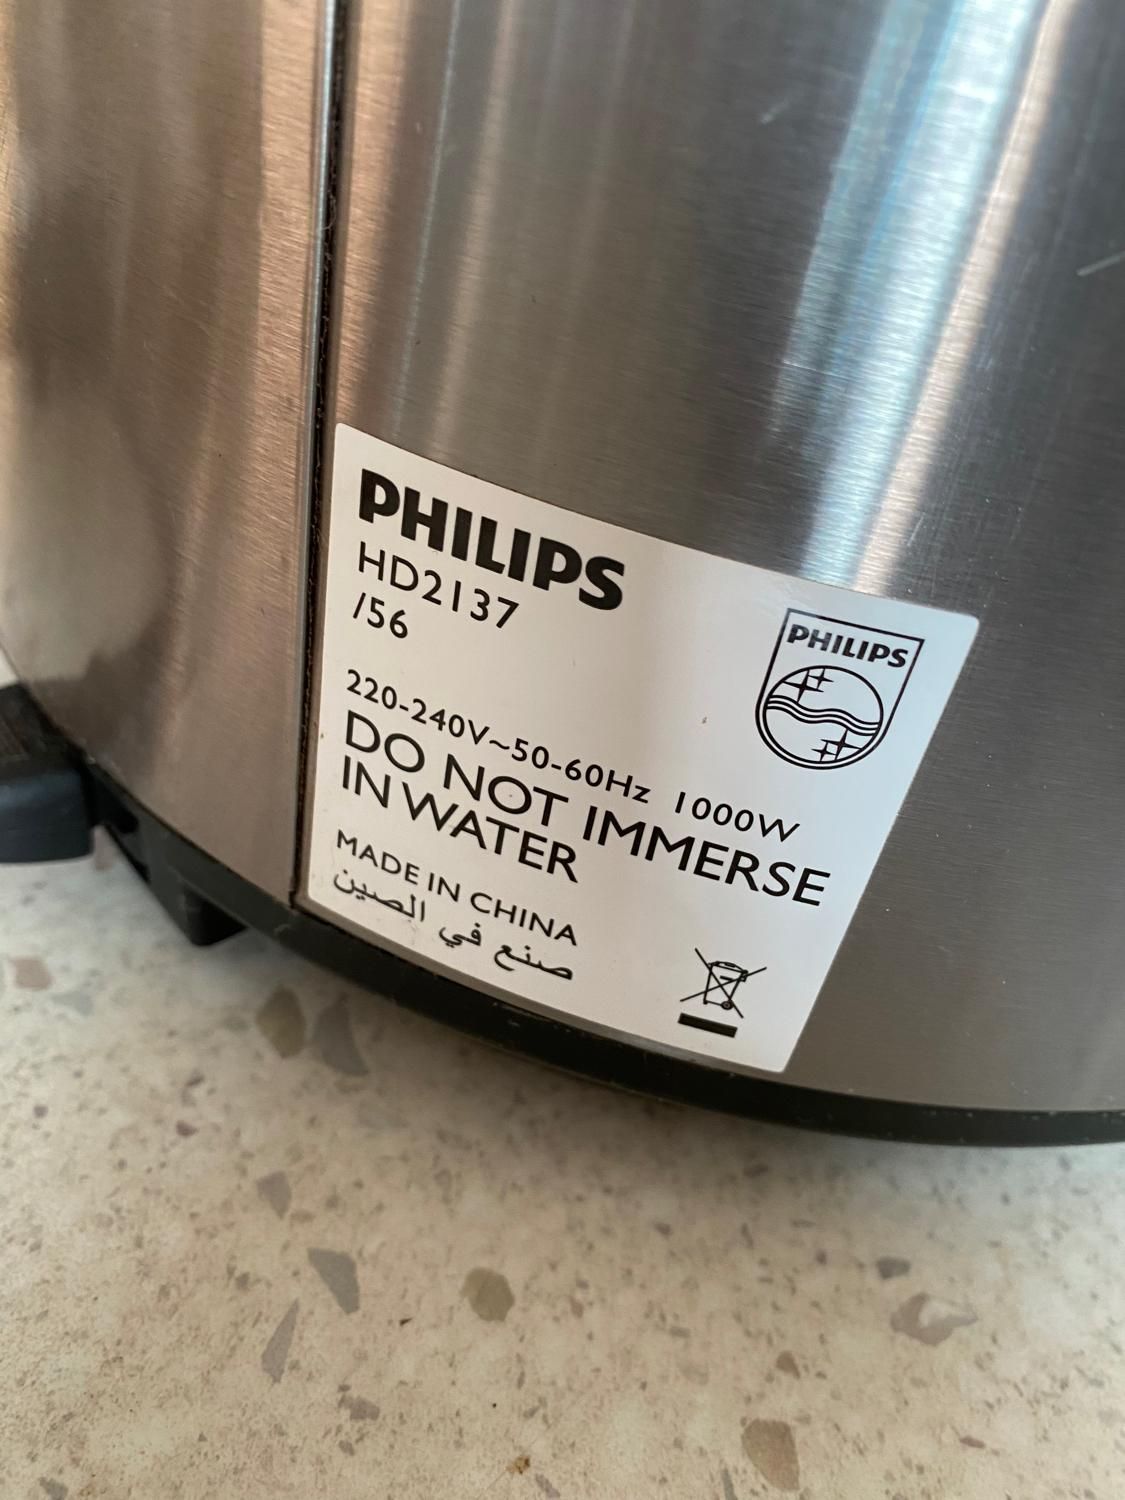 PHILIPS
HD2137
/56
PHILIPS
220-240V~50-60Hz 1000W
DO NOT IMMERSE
IN WATER
MADE IN CHINA
صنع في الصين